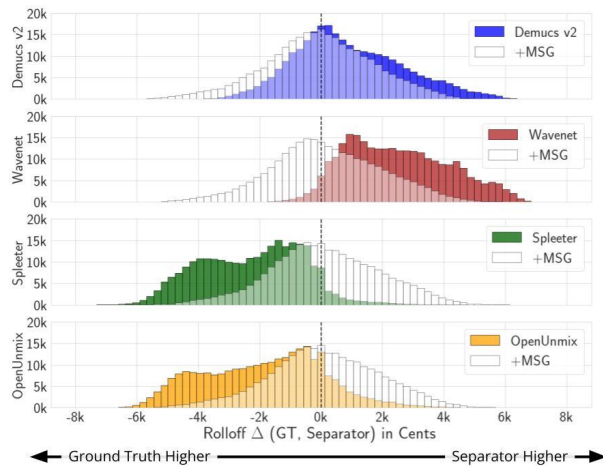 20k
15k
10k
5k
0k
Demucs v2
Demucs v2
+MSG
20k
15k
10k
5k
0k
Wavenet
Wavenet
+MSG
20k
15k
10k
5k
0k
Spleeter
Spleeter
+MSG
20k
15k
10k
5k
0k
OpenUnmix
OpenUnmix
+MSG
-8k -6k -4k -2k 0k 2k 4k 6k 8k
Rolloff Δ (GT, Separator) in Cents
Ground Truth Higher Separator Higher